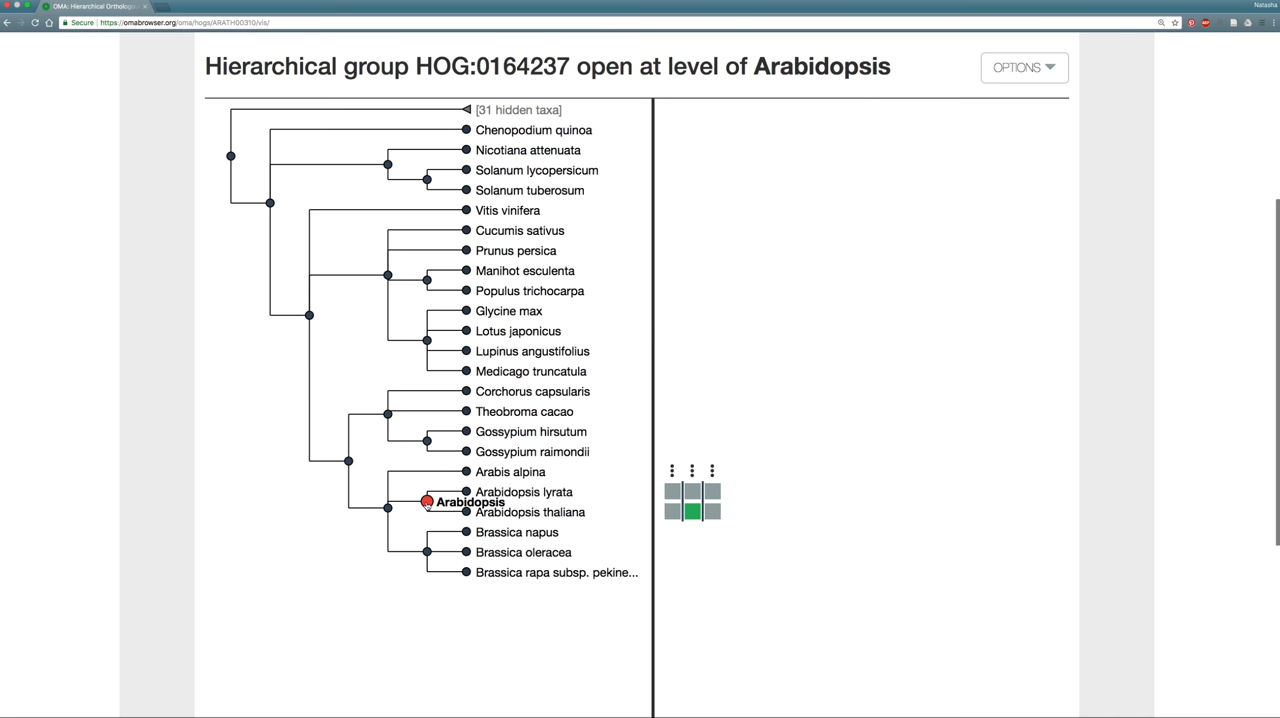 OMA: Hierarchical Orthologous
Natasha
Secure
https://omabrowser.org/oma/hogs/ARATH00310/vis/
Hierarchical group HOG:0164237 open at level of Arabidopsis
OPTIONS
[31 hidden taxa]
Chenopodium quinoa
Nicotiana attenuata
Solanum lycopersicum
Solanum tuberosum
Vitis vinifera
Cucumis sativus
Prunus persica
Manihot esculenta
Populus trichocarpa
Glycine max
Lotus japonicus
Lupinus angustifolius
Medicago truncatula
Corchorus capsularis
Theobroma cacao
Gossypium hirsutum
Gossypium raimondii
Arabis alpina
Arabidopsis lyrata
Arabidopsis
Arabidopsis thaliana
Brassica napus
Brassica oleracea
Brassica rapa subsp. pekine...